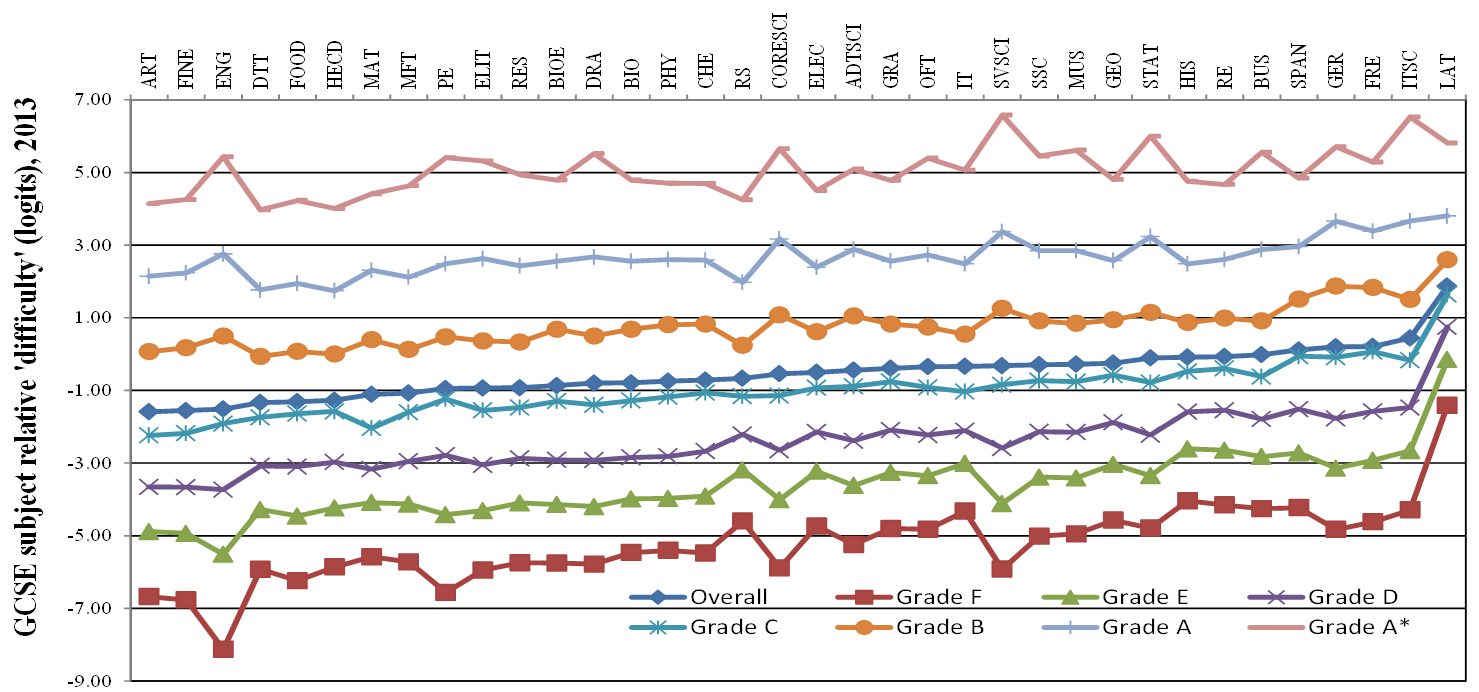 ART FINE ENG DTT FOOD HECD MAT MFT PE ELIT RES BIOE DRA BIO PHY CHE RS CORESCI ELEC ADTSCI GRA OFT IT SVSCI SSC MUS GEO STAT HIS RE BUS SPAN GER FRE ITSC LAT
GCSE subject relative 'difficulty' (logits), 2013
7.00
5.00
3.00
1.00
-1.00
-3.00
-5.00
-7.00
-9.00
Overall Grade F Grade E Grade D
Grade C Grade B Grade A Grade A*